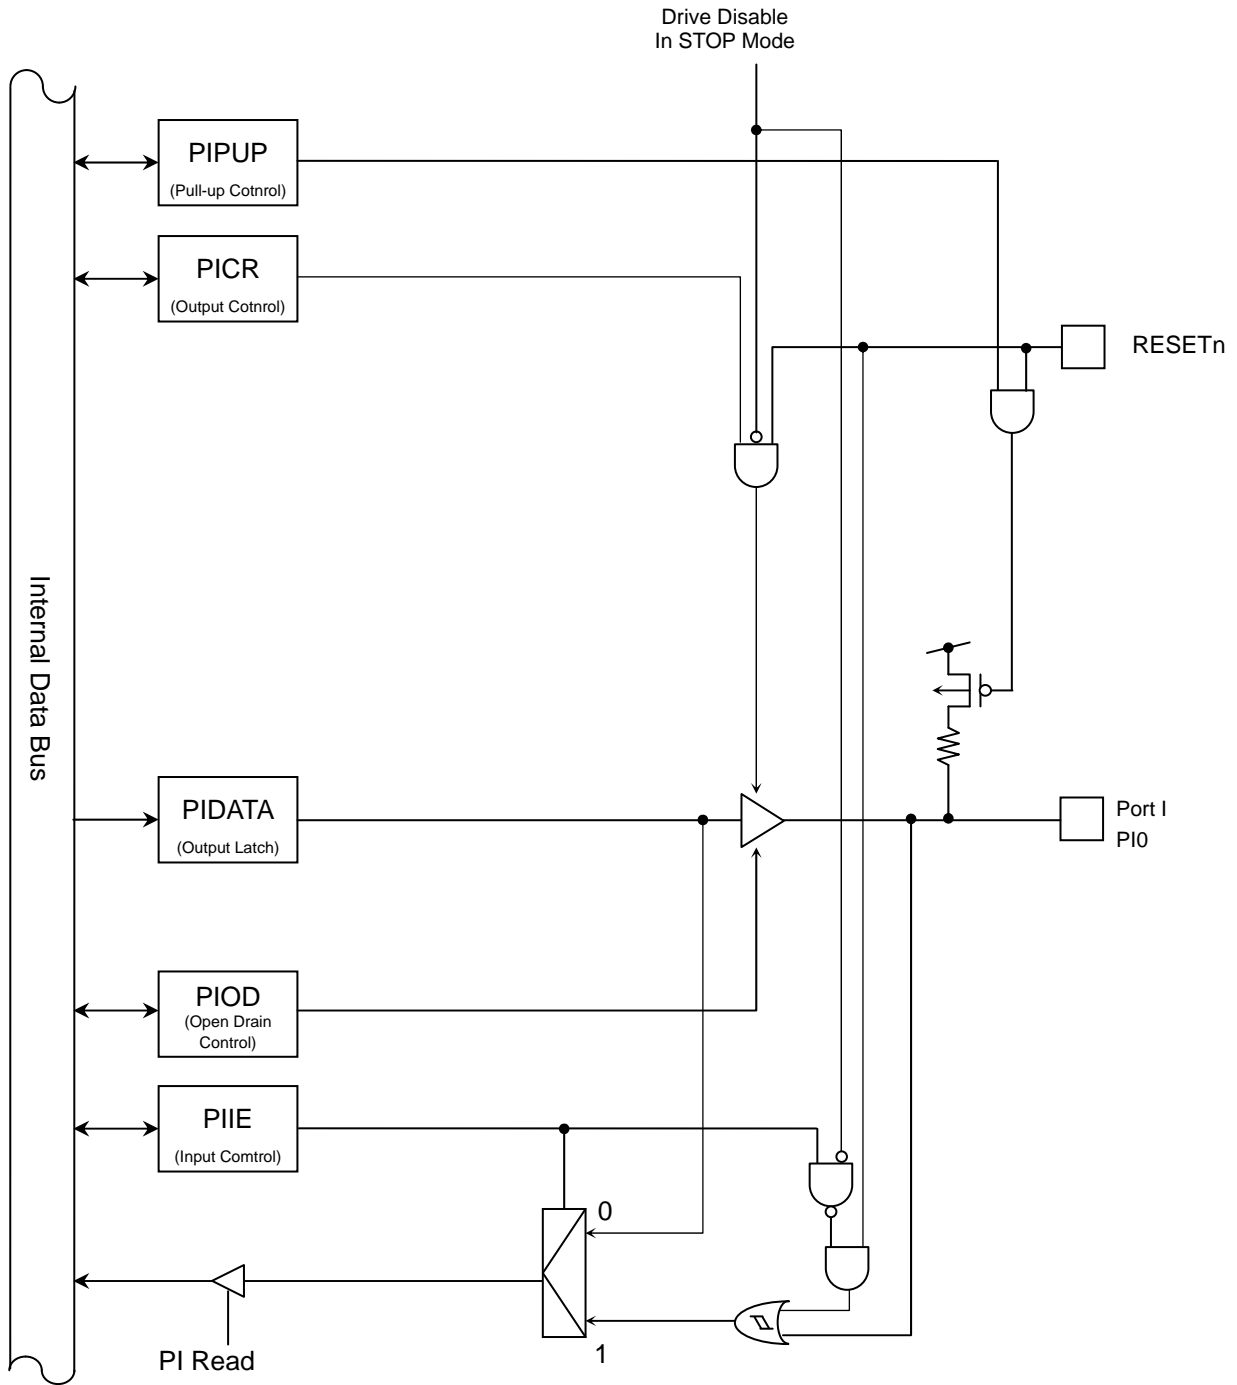 Drive Disable
In STOP Mode
PIPUP
(Pull-up Cotnrol)
PICR
(Output Cotnrol)
RESETn
Internal Data Bus
PIDATA
(Output Latch)
Port I
PI0
PIOD
(Open Drain
Control)
PIIE
(Input Comtrol)
0
1
PI Read